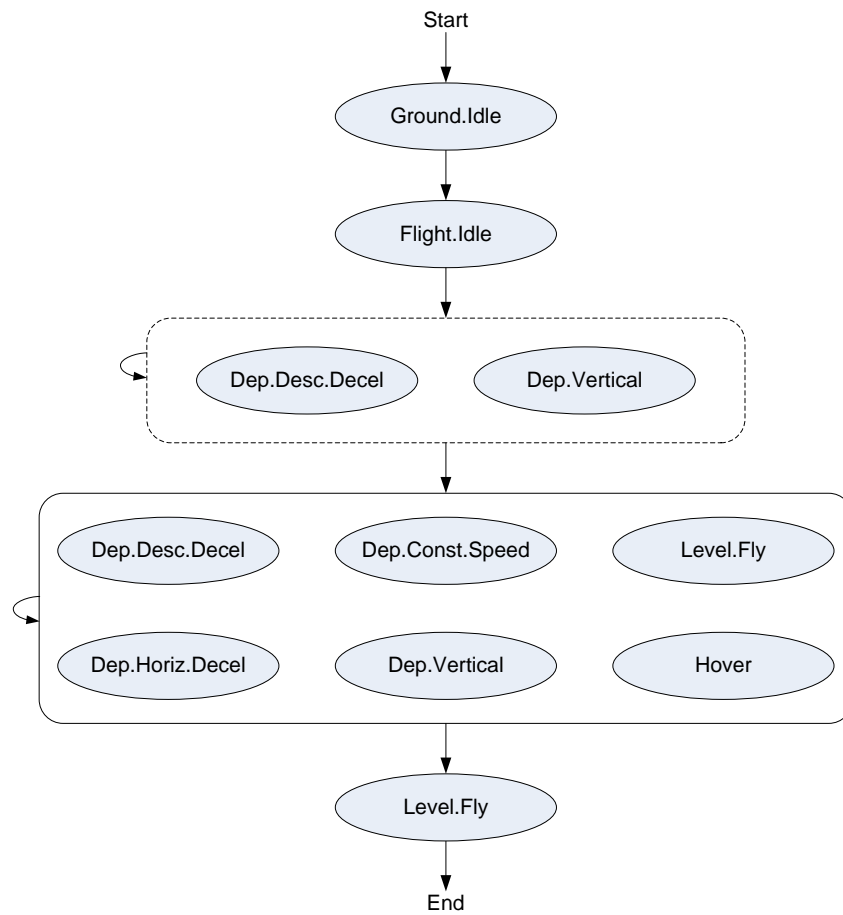 Start
Ground.Idle
Flight.Idle
Dep.Desc.Decel
Dep.Vertical
Dep.Desc.Decel
Dep.Const.Speed
Level.Fly
Dep.Horiz.Decel
Dep.Vertical
Hover
Level.Fly
End